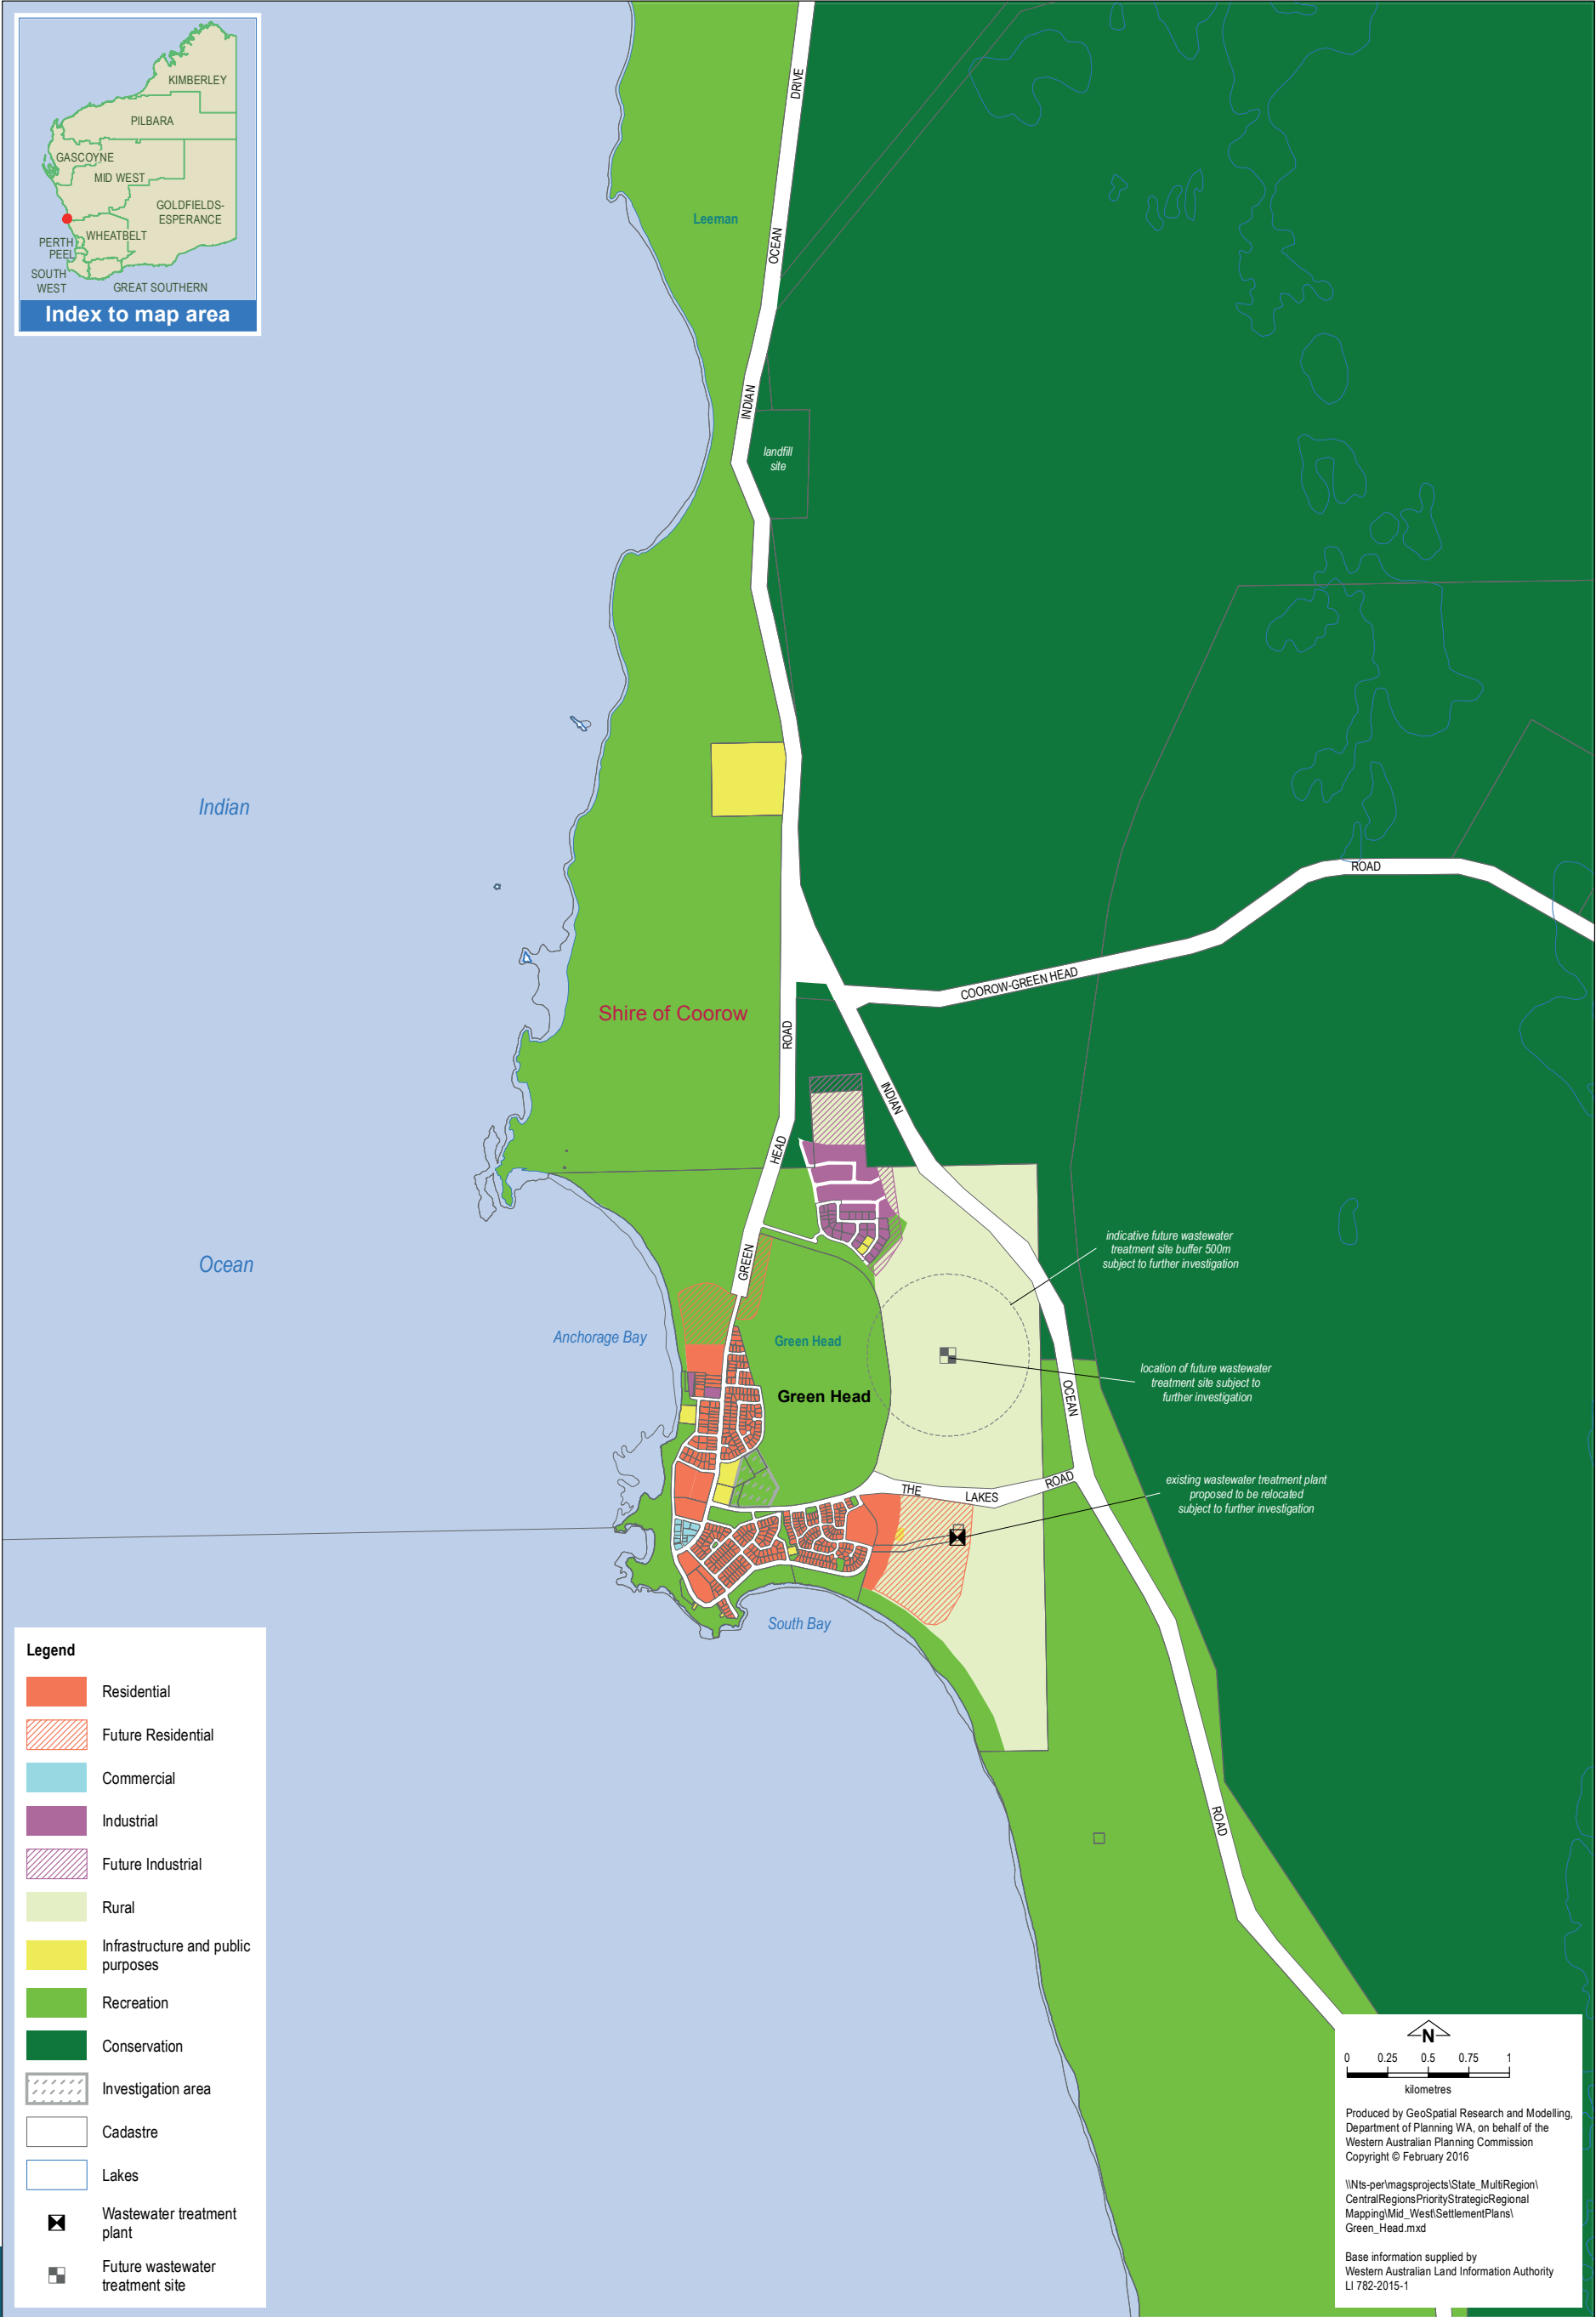 KIMBERLEY
PILBARA
GASCOYNE
MID WEST
GOLDFIELDS-
ESPERANCE
WHEATBELT
PERTH
PEEL
SOUTH
WEST
GREAT SOUTHERN
Index to map area
DRIVE
OCEAN
INDIAN
Leeman
landfill
site
Indian
ROAD
COOROW-GREEN HEAD
Shire of Coorow
ROAD
HEAD
GREEN
INDIAN
indicative future wastewater
treatment site buffer 500m
subject to further investigation
Ocean
Anchorage Bay
Green Head
Green Head
location of future wastewater
treatment site subject to
further investigation
OCEAN
existing wastewater treatment plant
proposed to be relocated
subject to further investigation
THE
LAKES
ROAD
South Bay
ROAD
Legend
Residential
Future Residential
Commercial
Industrial
Future Industrial
Rural
Infrastructure and public
purposes
Recreation
Conservation
Investigation area
Cadastre
Lakes
Wastewater treatment
plant
Future wastewater
treatment site
N
0 0.25 0.5 0.75 1
kilometres
Produced by GeoSpatial Research and Modelling,
Department of Planning WA, on behalf of the
Western Australian Planning Commission
Copyright © February 2016
\\Nts-per\magsprojects\State_MultiRegion\
CentralRegionsPriorityStrategicRegional
Mapping\Mid_West\SettlementPlans\
Green_Head.mxd
Base information supplied by
Western Australian Land Information Authority
LI 782-2015-1